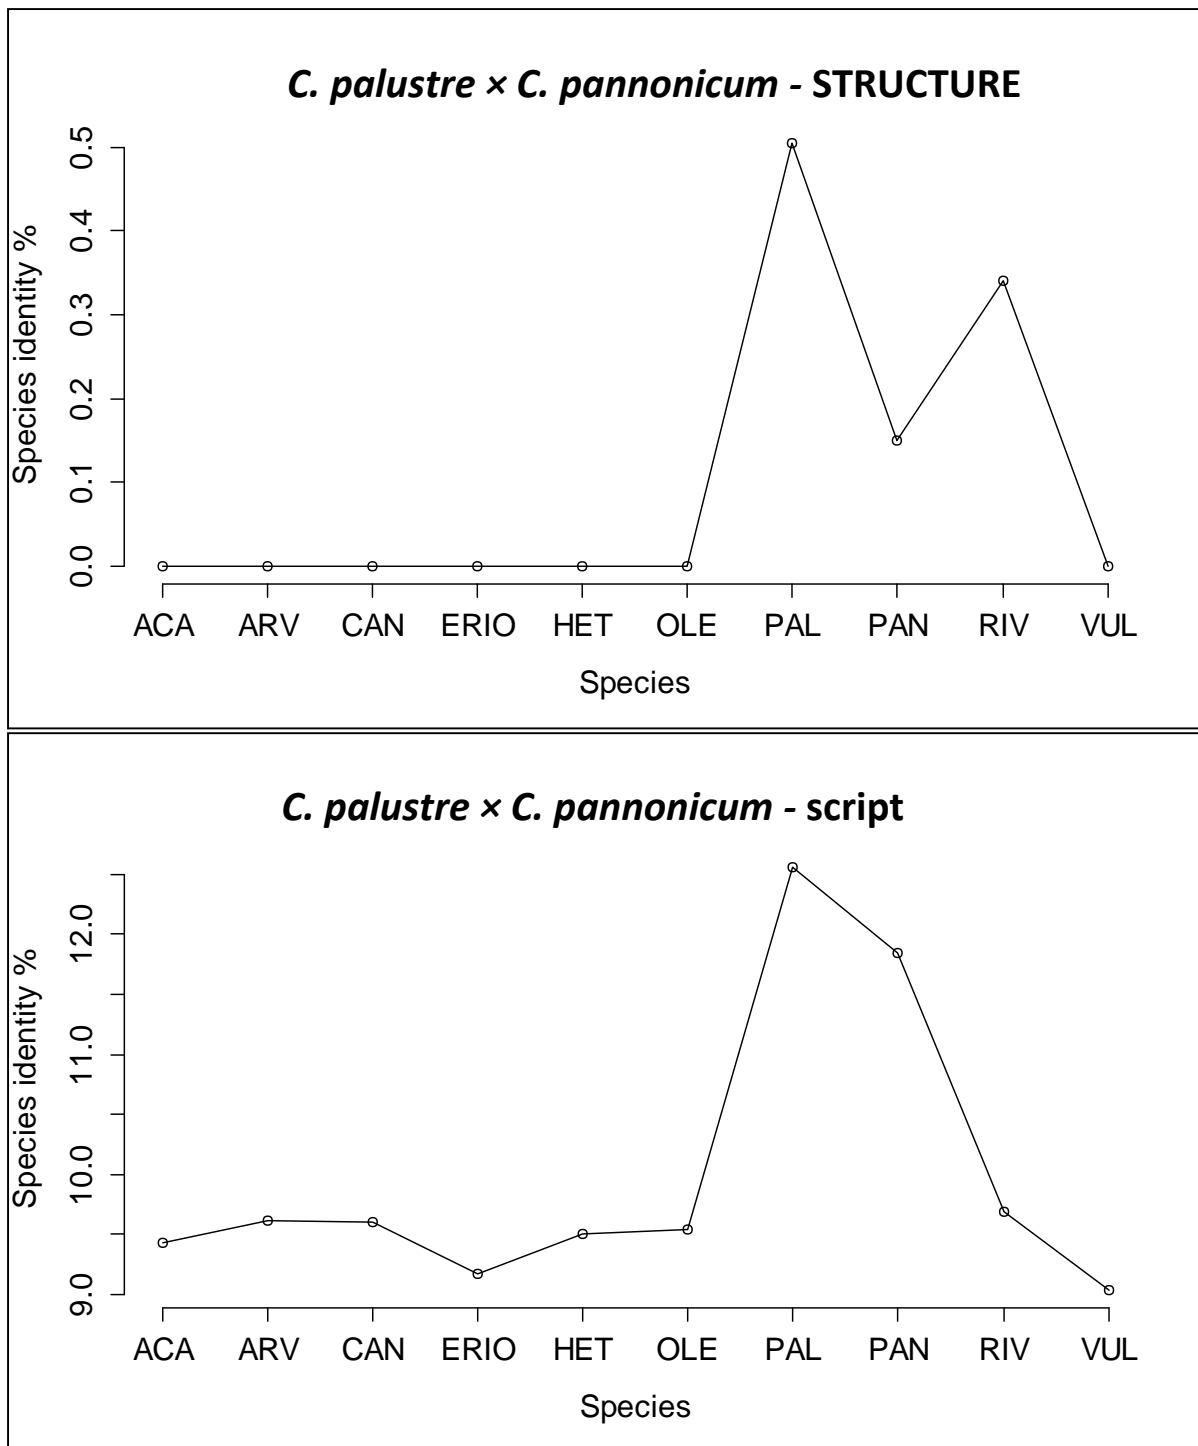 C. palustre × C. pannonicum - STRUCTURE
Species identity %
0.5
0.4
0.3
0.2
0.1
0.0
ACA ARV CAN ERIO HET OLE PAL PAN RIV VUL
Species
C. palustre × C. pannonicum - script
Species identity %
12.0
11.0
10.0
9.0
ACA ARV CAN ERIO HET OLE PAL PAN RIV VUL
Species